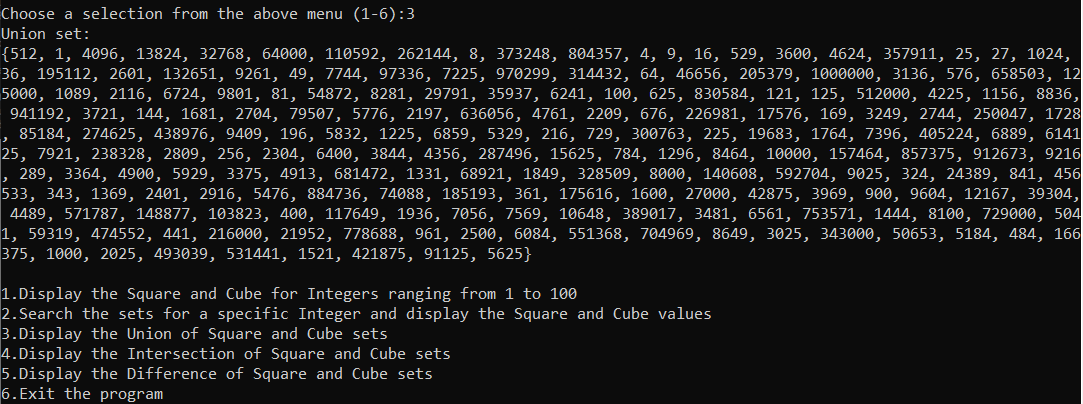 Choose a selection from the above menu (1-6):3
Union set:
{512, 1, 4096, 13824, 32768, 64000, 110592, 262144, 8, 373248, 804357, 4, 9, 16, 529, 3600, 4624, 357911, 25, 27, 1024,
36, 195112, 2601, 132651, 9261, 49, 7744, 97336, 7225, 970299, 314432, 64, 46656, 205379, 1000000, 3136, 576, 658503, 12
5000, 1089, 2116, 6724, 9801, 81, 54872, 8281, 29791, 35937, 6241, 100, 625, 830584, 121, 125, 512000, 4225, 1156, 8836,
941192, 3721, 144, 1681, 2704, 79507, 5776, 2197, 636056, 4761, 2209, 676, 226981, 17576, 169, 3249, 2744, 250047, 1728
, 85184, 274625, 438976, 9409, 196, 5832, 1225, 6859, 5329, 216, 729, 300763, 225, 19683, 1764, 7396, 405224, 6889, 6141
25, 7921, 238328, 2809, 256, 2304, 6400, 3844, 4356, 287496, 15625, 784, 1296, 8464, 10000, 157464, 857375, 912673, 9216
, 289, 3364, 4900, 5929, 3375, 4913, 681472, 1331, 68921, 1849, 328509, 8000, 140608, 592704, 9025, 324, 24389, 841, 456
533, 343, 1369, 2401, 2916, 5476, 884736, 74088, 185193, 361, 175616, 1600, 27000, 42875, 3969, 900, 9604, 12167, 39304,
4489, 571787, 148877, 103823, 400, 117649, 1936, 7056, 7569, 10648, 389017, 3481, 6561, 753571, 1444, 8100, 729000, 504
1, 59319, 474552, 441, 216000, 21952, 778688, 961, 2500, 6084, 551368, 704969, 8649, 3025, 343000, 50653, 5184, 484, 166
375, 1000, 2025, 493039, 531441, 1521, 421875, 91125, 5625}
1.Display the Square and Cube for Integers ranging from 1 to 100
2.Search the sets for a specific Integer and display the Square and Cube values
3.Display the Union of Square and Cube sets
4.Display the Intersection of Square and Cube sets
5.Display the Difference of Square and Cube sets
6.Exit the program